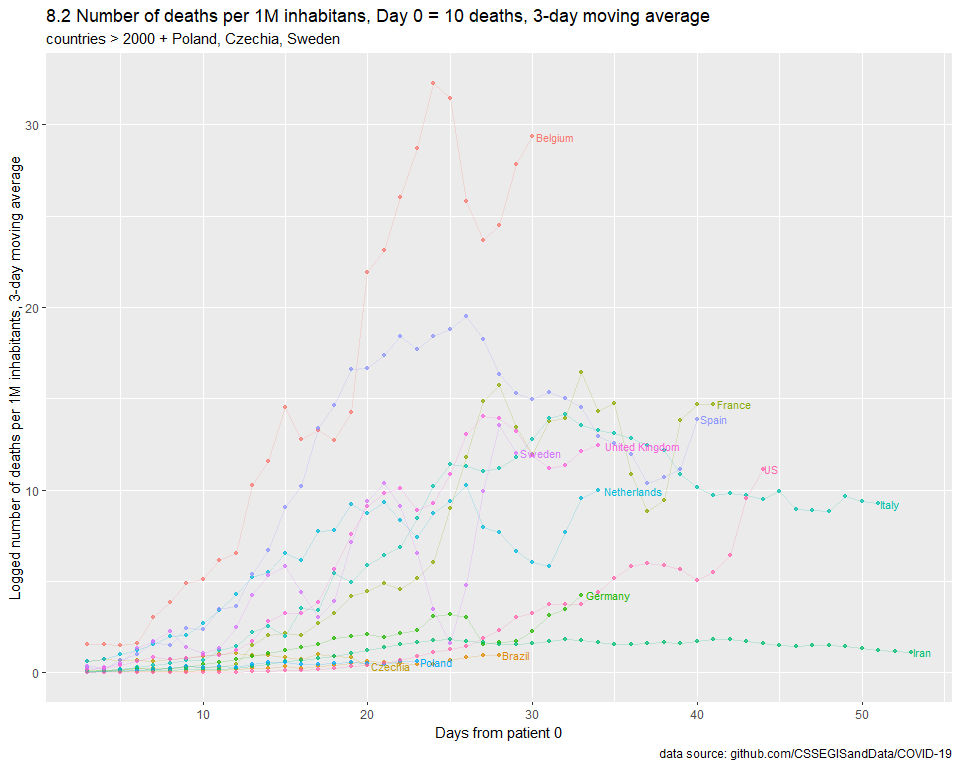 8.2 Number of deaths per 1M inhabitans, Day 0 = 10 deaths, 3-day moving average
countries > 2000 + Poland, Czechia, Sweden
Logged number of deaths per 1M inhabitants, 3-day moving average
30
20
10
0
Belgium
France
Spain
United Kingdom
Sweden
US
Netherlands
Italy
Germany
Iran
Brazil
Poland
Czechia
10
20
30
40
50
Days from patient 0
data source: github.com/CSSEGISandData/COVID-19